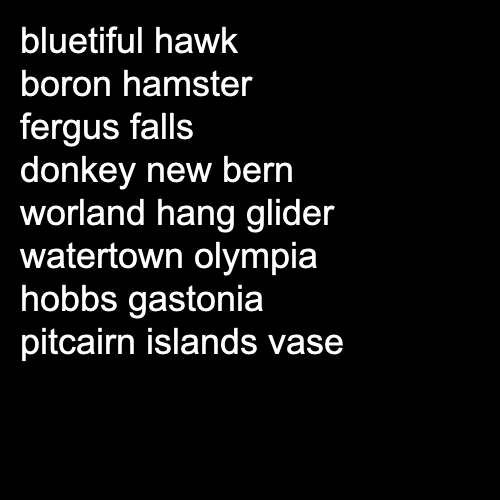 bluetiful hawk
boron hamster
fergus falls
donkey new bern
worland hang glider
watertown olympia
hobbs gastonia
pitcairn islands vase